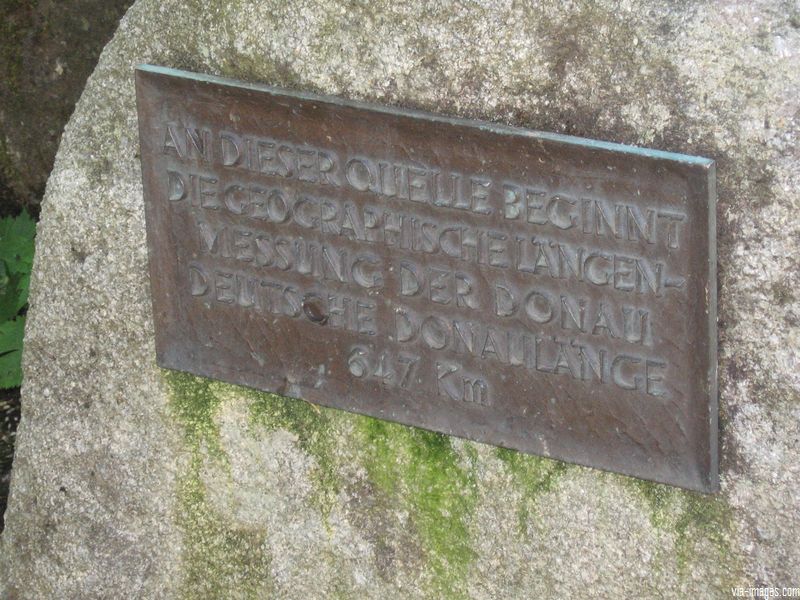 AN DIESER QUELLE BEGINNT
DIE GEOGRAPHISCHE LÄNGEN-
MESSUNG DER DONAU
DEUTSCHE DONAULÄNGE
647 Km
via-images.com